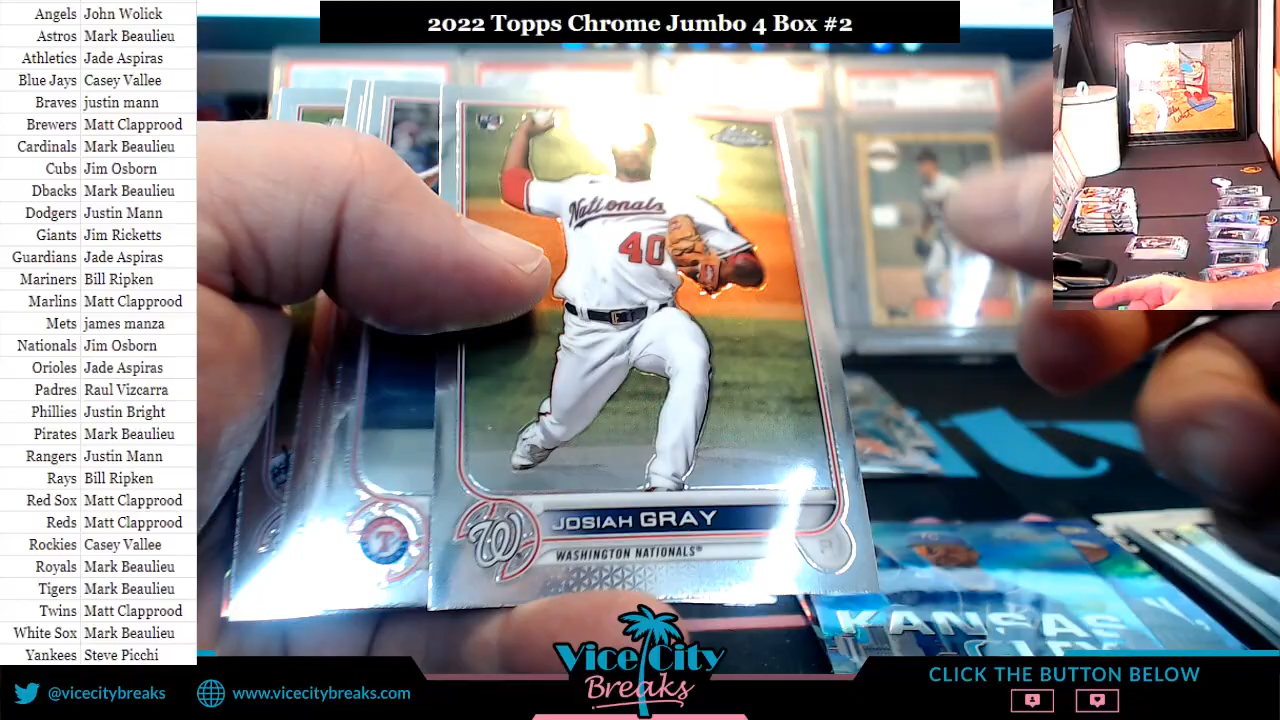 2022 Topps Chrome Jumbo 4 Box #2
Angels John Wolick
Astros Mark Beaulieu
Athletics Jade Aspiras
Blue Jays Casey Vallee
Braves justin mann
Brewers Matt Clapprood
Cardinals Mark Beaulieu
Cubs Jim Osborn
Dbacks Mark Beaulieu
Dodgers Justin Mann
Giants Jim Ricketts
Guardians Jade Aspiras
Mariners Bill Ripken
Marlins Matt Clapprood
Mets james manza
Nationals Jim Osborn
Orioles Jade Aspiras
Padres Raul Vizcarra
Phillies Justin Bright
Pirates Mark Beaulieu
Rangers Justin Mann
Rays Bill Ripken
Red Sox Matt Clapprood
Reds Matt Clapprood
Rockies Casey Vallee
Royals Mark Beaulieu
Tigers Mark Beaulieu
Twins Matt Clapprood
White Sox Mark Beaulieu
Yankees Steve Picchi
Nationals
40
W
JOSIAH GRAY
WASHINGTON NATIONALS®
T
KANSAS
Vice City
Breaks
@vicecitybreaks
www.vicecitybreaks.com
CLICK THE BUTTON BELOW